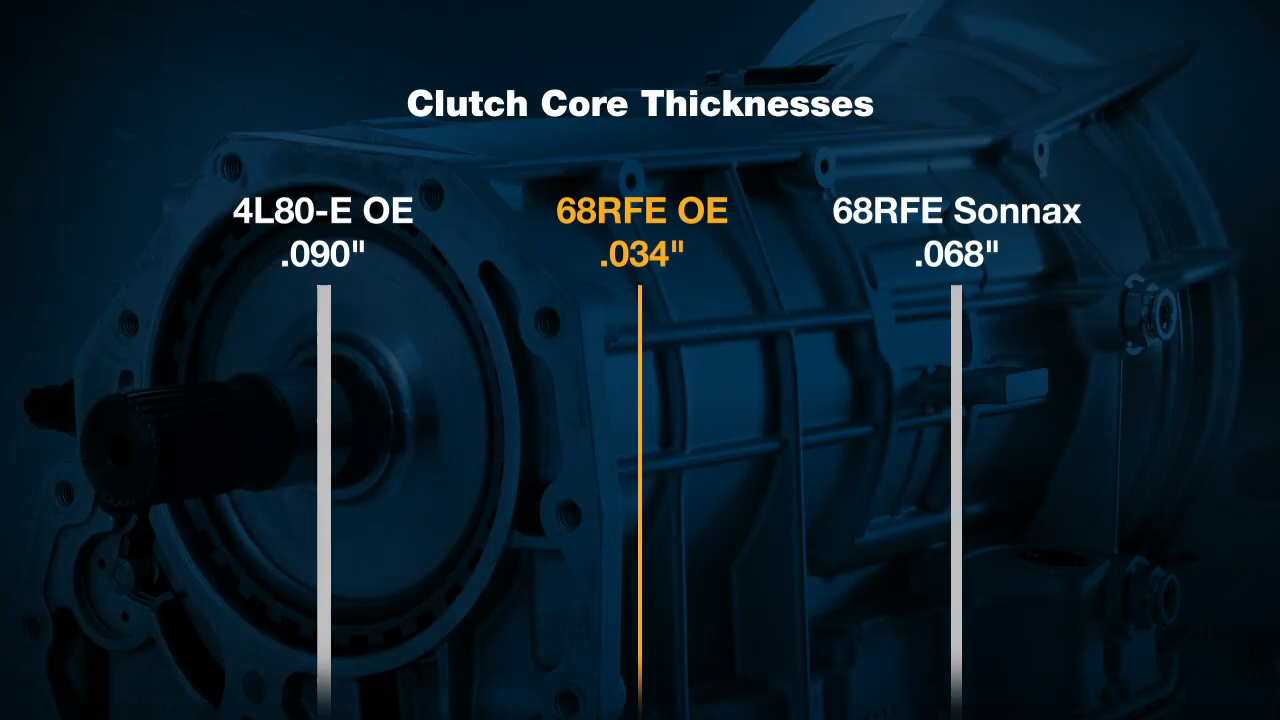 Clutch Core Thicknesses
4L80-E OE
.090"
68RFE OE
.034"
68RFE Sonnax
.068"